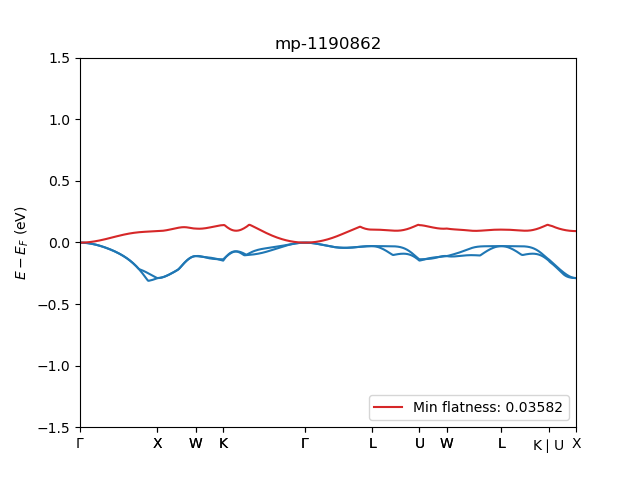 mp-1190862
E − E_F (eV)
1.5
1.0
0.5
0.0
−0.5
−1.0
−1.5
Min flatness: 0.03582
Γ X W K Γ L U W L K | U X